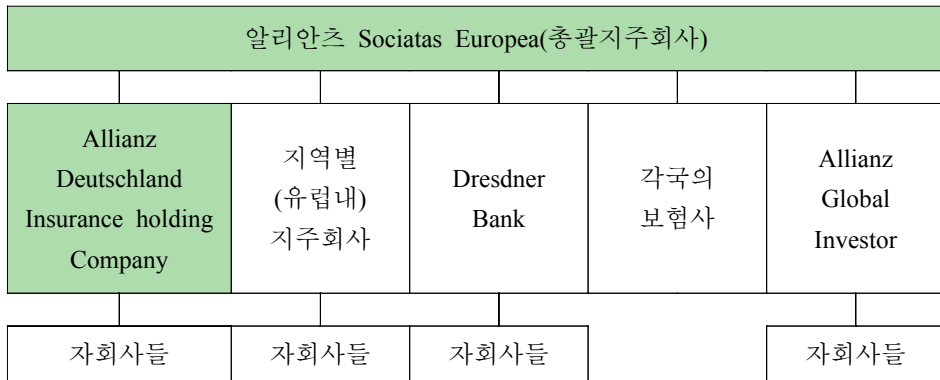 알리안츠 Sociatas Europea(총괄지주회사)
Allianz
Deutschland
Insurance holding
Company
지역별
(유럽내)
지주회사
Dresdner
Bank
각국의
보험사
Allianz
Global
Investor
자회사들
자회사들
자회사들
자회사들